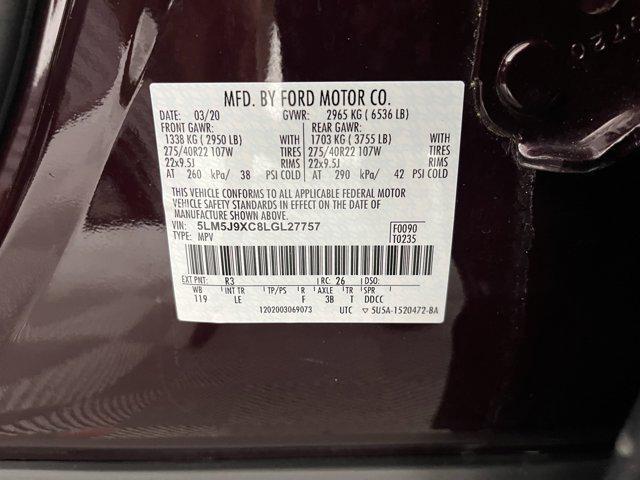 MFD. BY FORD MOTOR CO.
DATE: 03/20 GVWR: 2965 KG ( 6536 LB)
FRONT GAWR: REAR GAWR:
1338 KG ( 2950 LB) WITH 1703 KG ( 3755 LB) WITH
275/40R22 107W TIRES 275/40R22 107W TIRES
22x9.5J RIMS 22x9.5J RIMS
AT 260 kPa/ 38 PSI COLD AT 290 kPa/ 42 PSI COLD
THIS VEHICLE CONFORMS TO ALL APPLICABLE FEDERAL MOTOR
VEHICLE SAFETY STANDARDS IN EFFECT ON THE DATE OF
MANUFACTURE SHOWN ABOVE.
VIN: 5LM5J9XC8LGL27757 F0090
TYPE: MPV T0235
EXT PNT: R3 RC: 26 DSO:
WB INT TR TP/PS R AXLE TR SPR
119 LE F 3B T DDCC
1202003069073 UTC ▽ 5U5A-1520472-BA